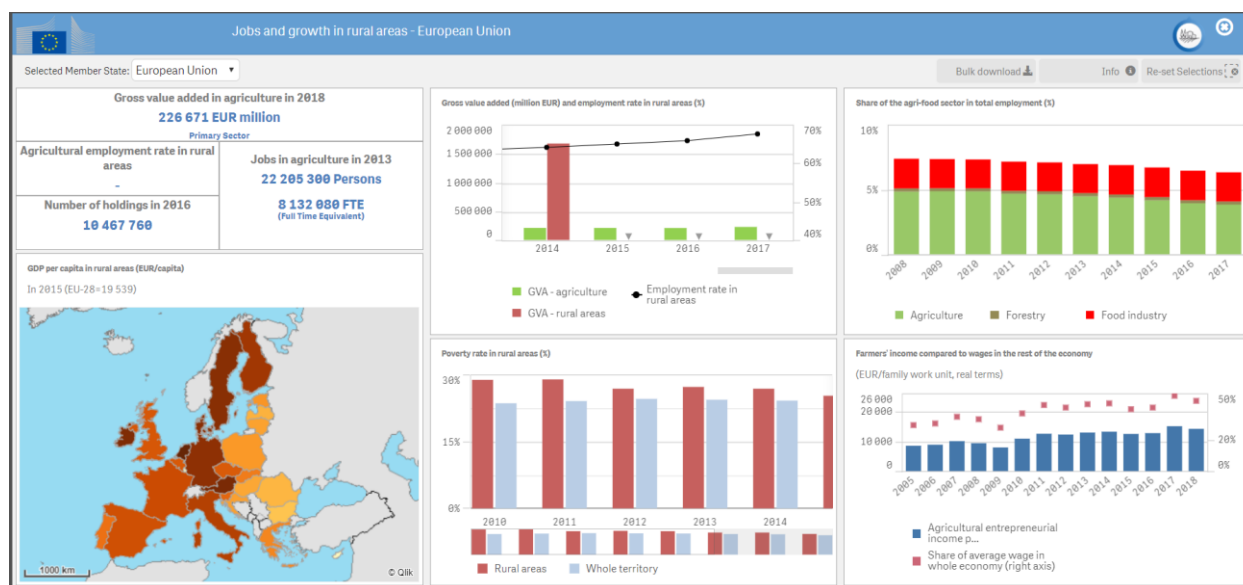 Jobs and growth in rural areas - European Union
Selected Member State: European Union
Bulk download
Info
Re-set Selections
Gross value added in agriculture in 2018
226 671 EUR million
Primary Sector
Agricultural employment rate in rural
areas
-
Number of holdings in 2016
10 467 760
Jobs in agriculture in 2013
22 205 300 Persons
8 132 080 FTE
(Full Time Equivalent)
GDP per capita in rural areas (EUR/capita)
In 2015 (EU-28=19 539)
1000 km
© Qlik
Gross value added (million EUR) and employment rate in rural areas (%)
2 000 000
1 500 000
1 000 000
500 000
0
70%
60%
50%
40%
2014 2015 2016 2017
GVA - agriculture
GVA - rural areas
Employment rate in
rural areas
Share of the agri-food sector in total employment (%)
10%
5%
0%
2008 2009 2010 2011 2012 2013 2014 2015 2016 2017
Agriculture Forestry Food industry
Poverty rate in rural areas (%)
30%
15%
0%
2010 2011 2012 2013 2014
Rural areas Whole territory
Farmers' income compared to wages in the rest of the economy
(EUR/family work unit, real terms)
26 000
20 000
10 000
0
50%
20%
0%
2005 2006 2007 2008 2009 2010 2011 2012 2013 2014 2015 2016 2017 2018
Agricultural entrepreneurial
income p...
Share of average wage in
whole economy (right axis)